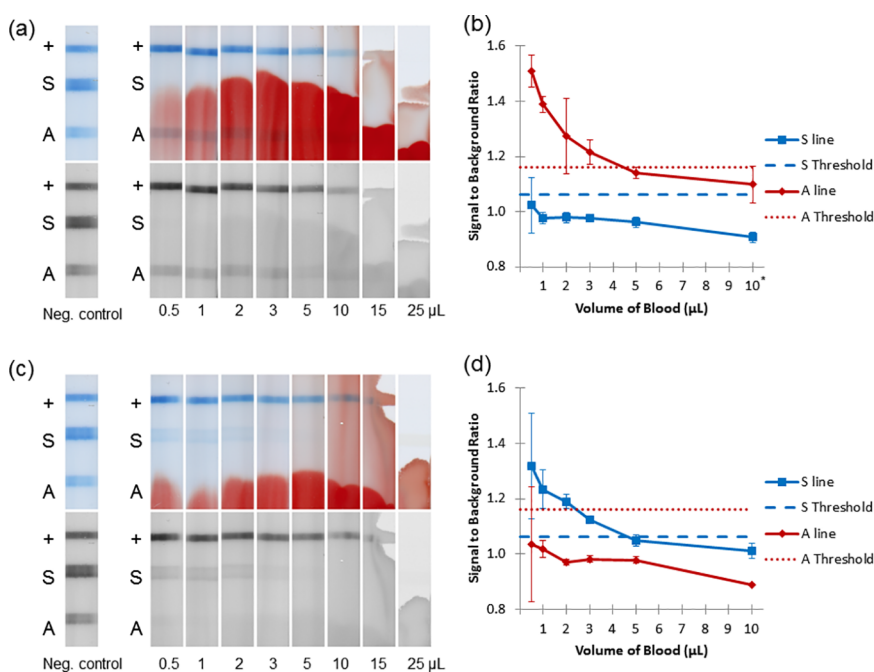 (a)
+
S
A
+
S
A
Neg. control
+
S
A
+
S
A
0.5 1 2 3 5 10 15 25 µL
(b)
Signal to Background Ratio
1.6
1.4
1.2
1.0
0.8
1 2 3 4 5 6 7 8 9 10*
Volume of Blood (µL)
S line
S Threshold
A line
A Threshold
(c)
+
S
A
+
S
A
Neg. control
+
S
A
+
S
A
0.5 1 2 3 5 10 15 25 µL
(d)
Signal to Background Ratio
1.6
1.4
1.2
1.0
0.8
1 2 3 4 5 6 7 8 9 10
Volume of Blood (µL)
S line
S Threshold
A line
A Threshold